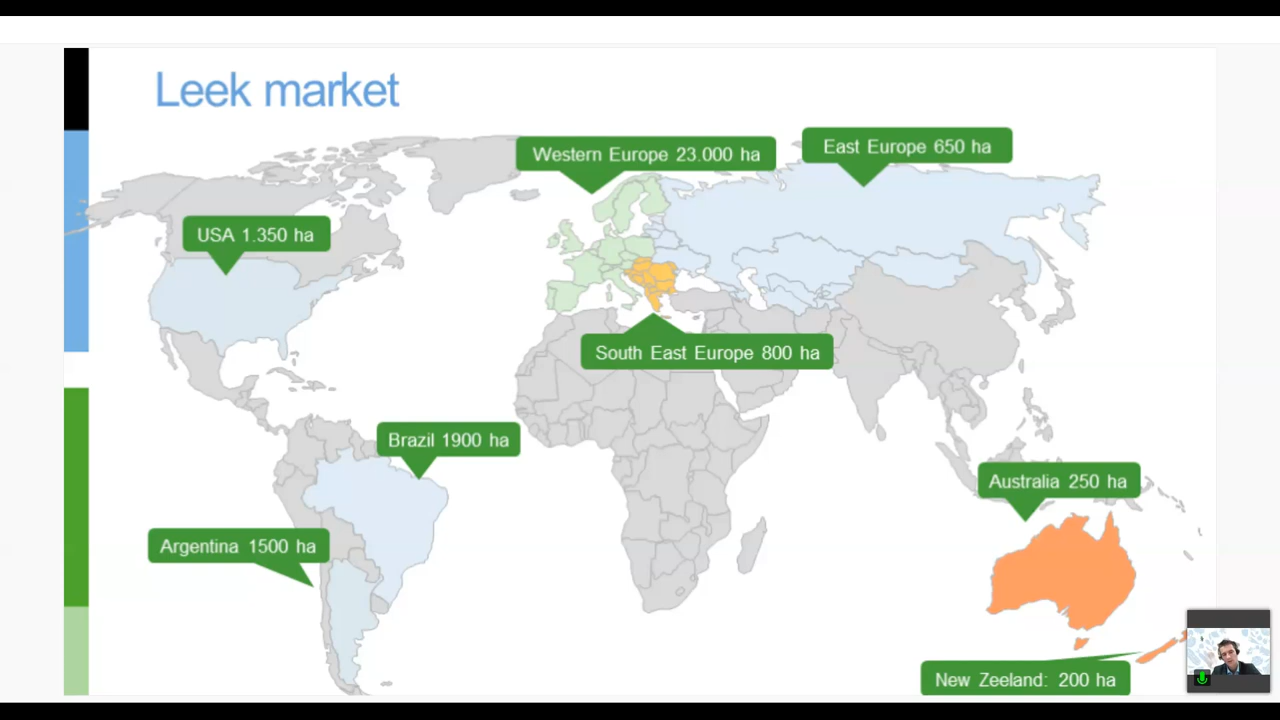 Leek market
Western Europe 23.000 ha
East Europe 650 ha
USA 1.350 ha
South East Europe 800 ha
Brazil 1900 ha
Australia 250 ha
Argentina 1500 ha
New Zeeland: 200 ha